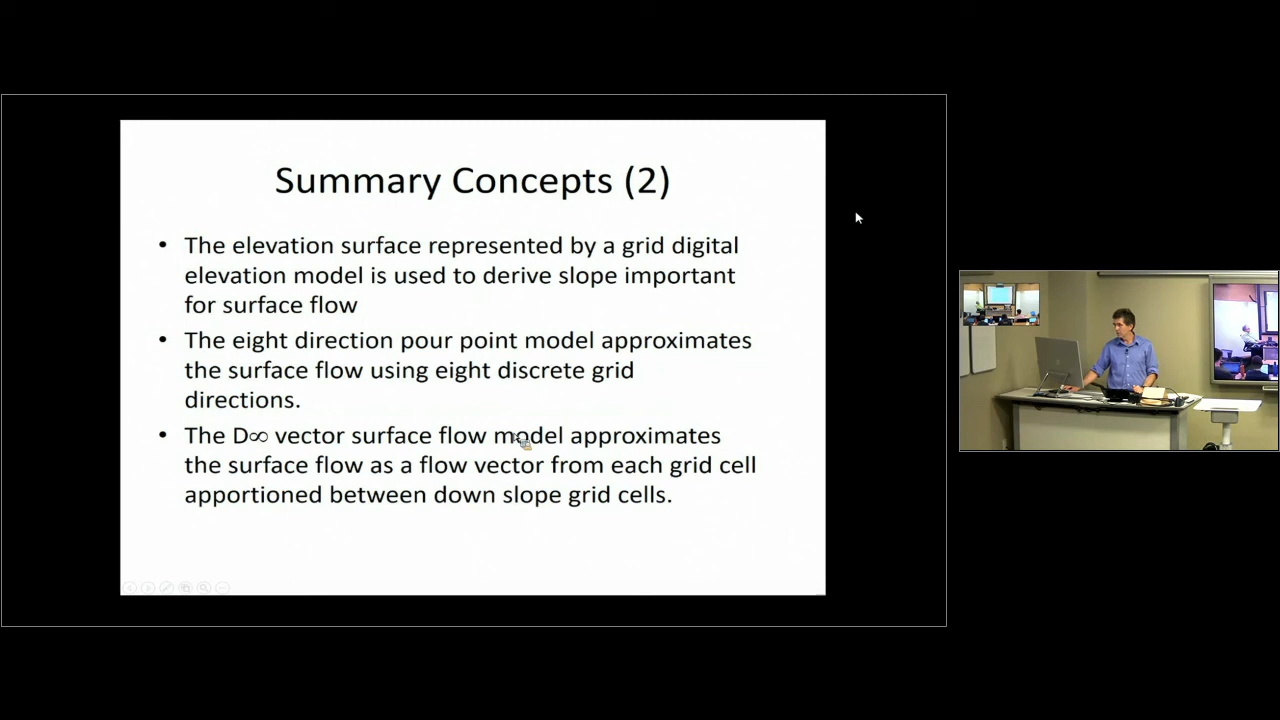 Summary Concepts (2)
• The elevation surface represented by a grid digital
elevation model is used to derive slope important
for surface flow
• The eight direction pour point model approximates
the surface flow using eight discrete grid
directions.
• The D∞ vector surface flow model approximates
the surface flow as a flow vector from each grid cell
apportioned between down slope grid cells.